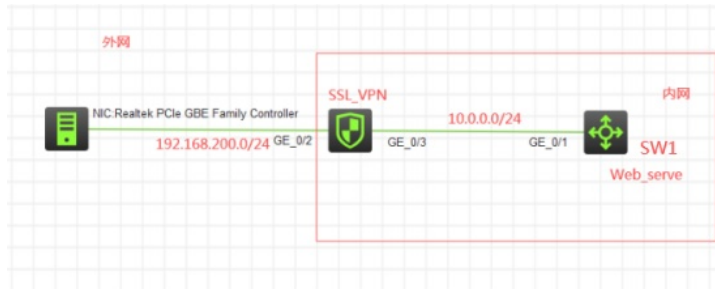 外网
SSL_VPN
内网
NIC:Realtek PCIe GBE Family Controller
10.0.0.0/24
192.168.200.0/24
GE_0/2
GE_0/3
GE_0/1
SW1
Web_serve